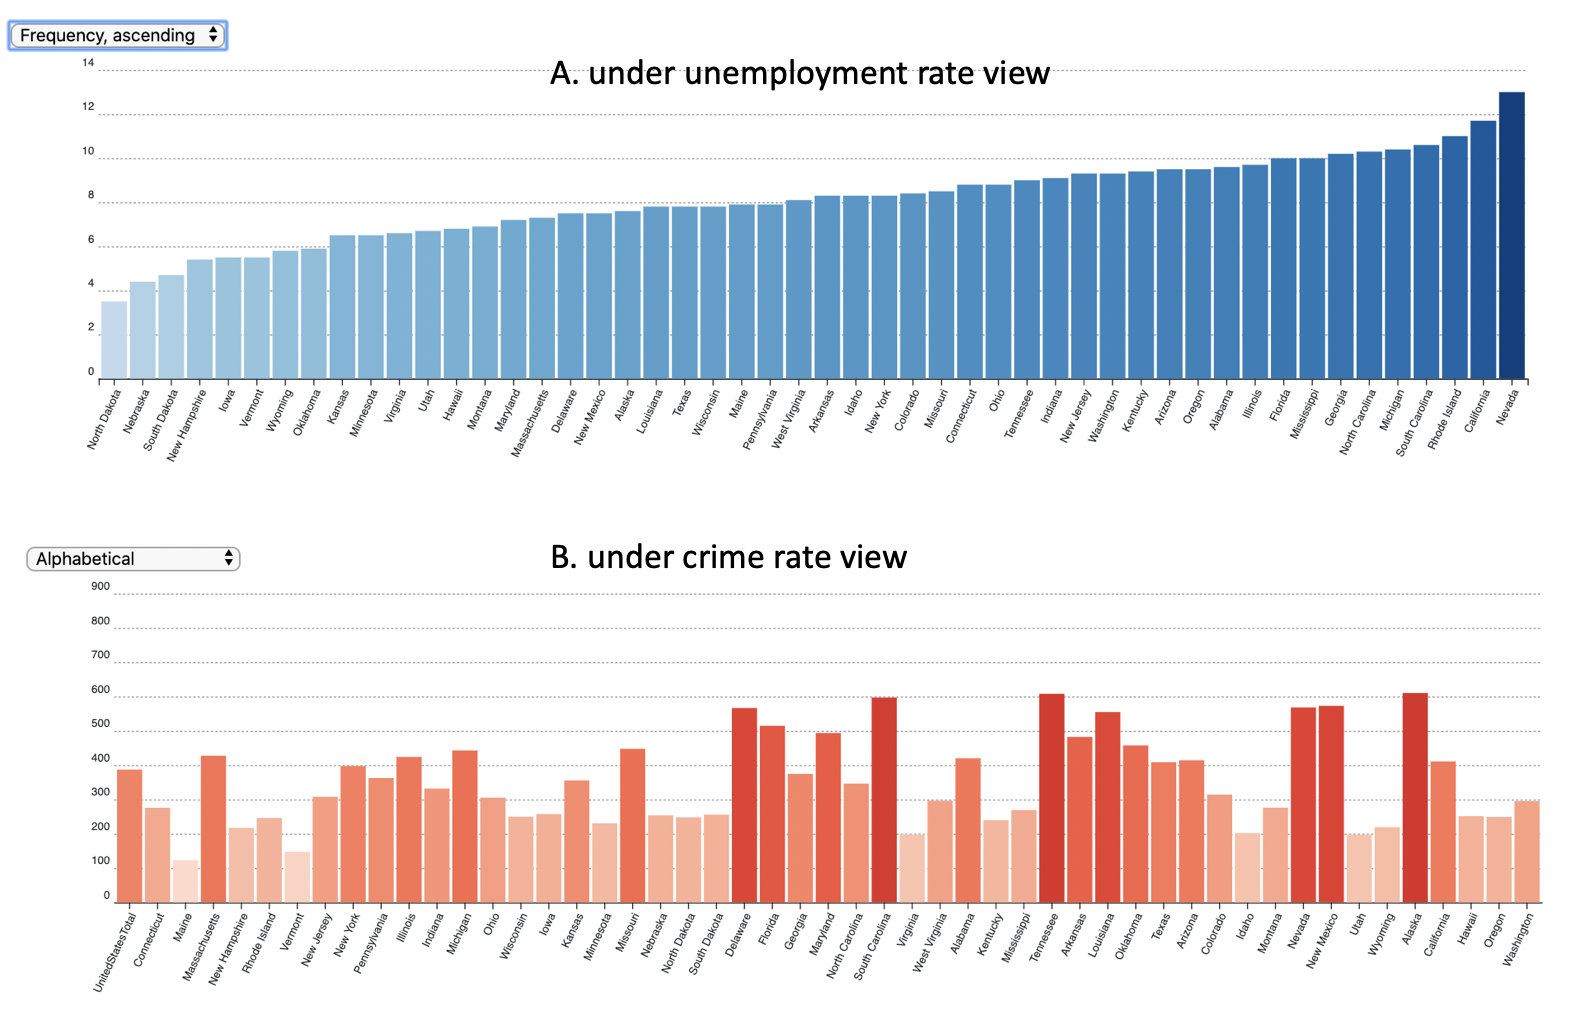 Frequency, ascending
A. under unemployment rate view
14
12
10
8
6
4
2
0
North Dakota
Nebraska
South Dakota
New Hampshire
Iowa
Vermont
Wyoming
Oklahoma
Kansas
Minnesota
Virginia
Utah
Hawaii
Montana
Maryland
Massachusetts
Delaware
New Mexico
Alaska
Louisiana
Texas
Wisconsin
Maine
Pennsylvania
West Virginia
Arkansas
Idaho
New York
Colorado
Missouri
Connecticut
Ohio
Tennessee
Indiana
New Jersey
Washington
Kentucky
Arizona
Oregon
Alabama
Illinois
Florida
Mississippi
Georgia
North Carolina
Michigan
South Carolina
Rhode Island
California
Nevada
Alphabetical
B. under crime rate view
900
800
700
600
500
400
300
200
100
0
UnitedStatesTotal
Connecticut
Maine
Massachusetts
New Hampshire
Rhode Island
Vermont
New Jersey
New York
Pennsylvania
Illinois
Indiana
Michigan
Ohio
Wisconsin
Iowa
Kansas
Minnesota
Missouri
Nebraska
North Dakota
South Dakota
Delaware
Florida
Georgia
Maryland
North Carolina
South Carolina
Virginia
West Virginia
Alabama
Kentucky
Mississippi
Tennessee
Arkansas
Louisiana
Oklahoma
Texas
Arizona
Colorado
Idaho
Montana
Nevada
New Mexico
Utah
Wyoming
Alaska
California
Hawaii
Oregon
Washington